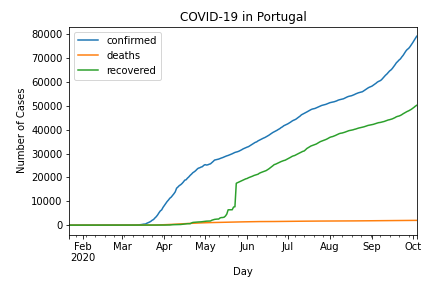 COVID-19 in Portugal
confirmed
deaths
recovered
80000
70000
60000
50000
40000
30000
20000
10000
0
Number of Cases
Feb Mar Apr May Jun Jul Aug Sep Oct
2020
Day